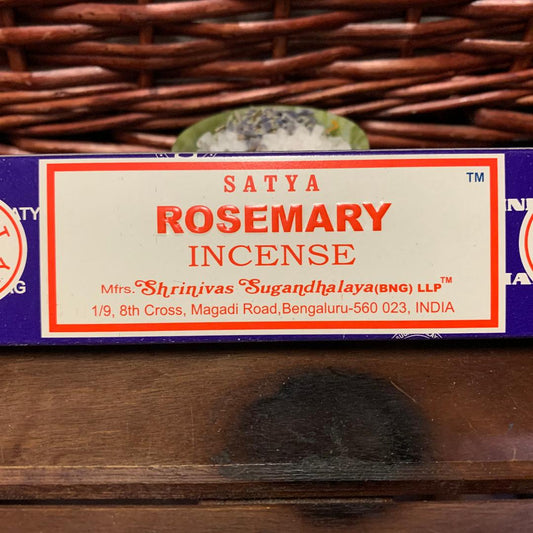 SATYA
TM
ROSEMARY
INCENSE
Mfrs. Shrinivas Sugandhalaya (BNG) LLP TM
1/9, 8th Cross, Magadi Road, Bengaluru-560 023, INDIA